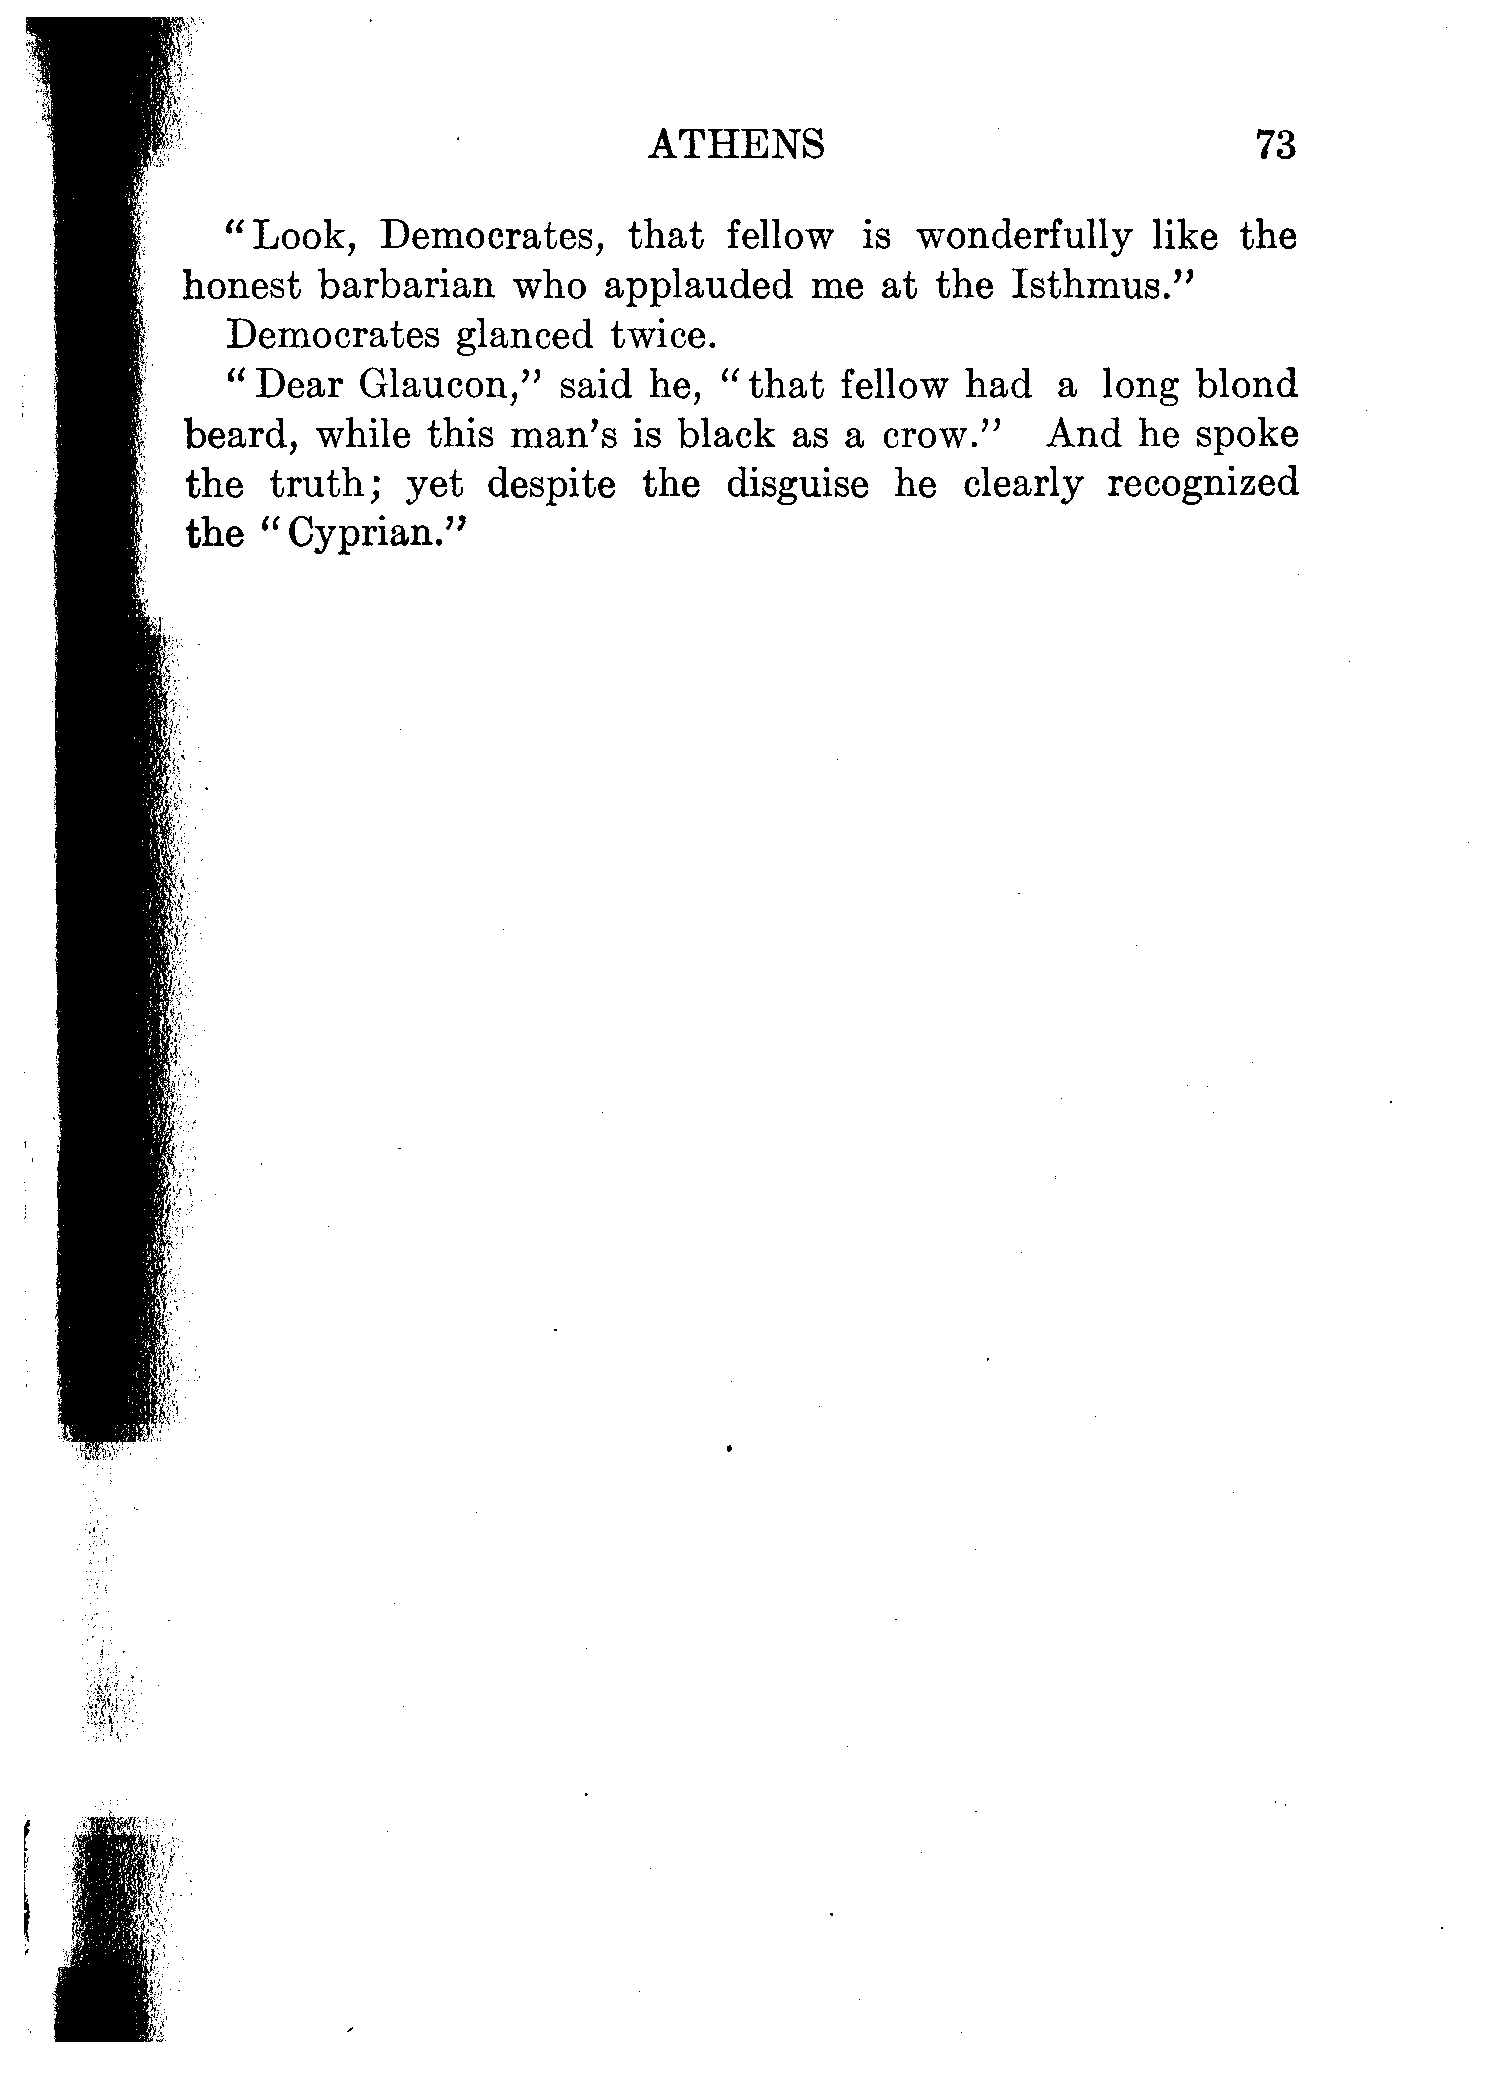 ATHENS 73
“Look, Democrates, that fellow is wonderfully like the
honest barbarian who applauded me at the Isthmus.”
Democrates glanced twice.
“Dear Glaucon,” said he, “that fellow had a long blond
beard, while this man’s is black as a crow.” And he spoke
the truth; yet despite the disguise he clearly recognized
the “Cyprian.”